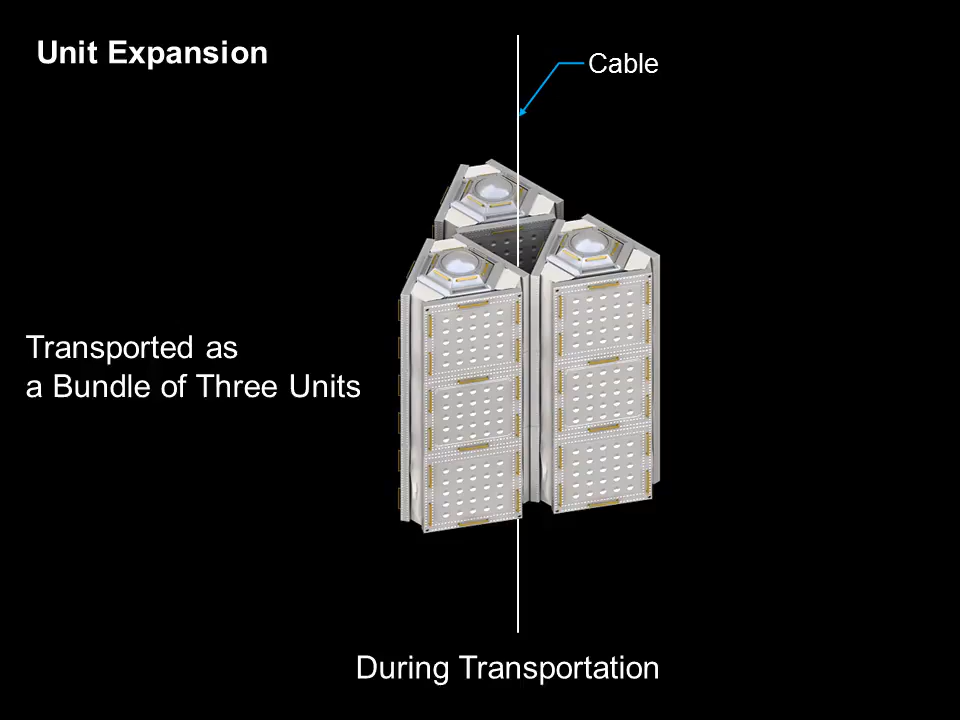 Unit Expansion
Cable
Transported as
a Bundle of Three Units
During Transportation